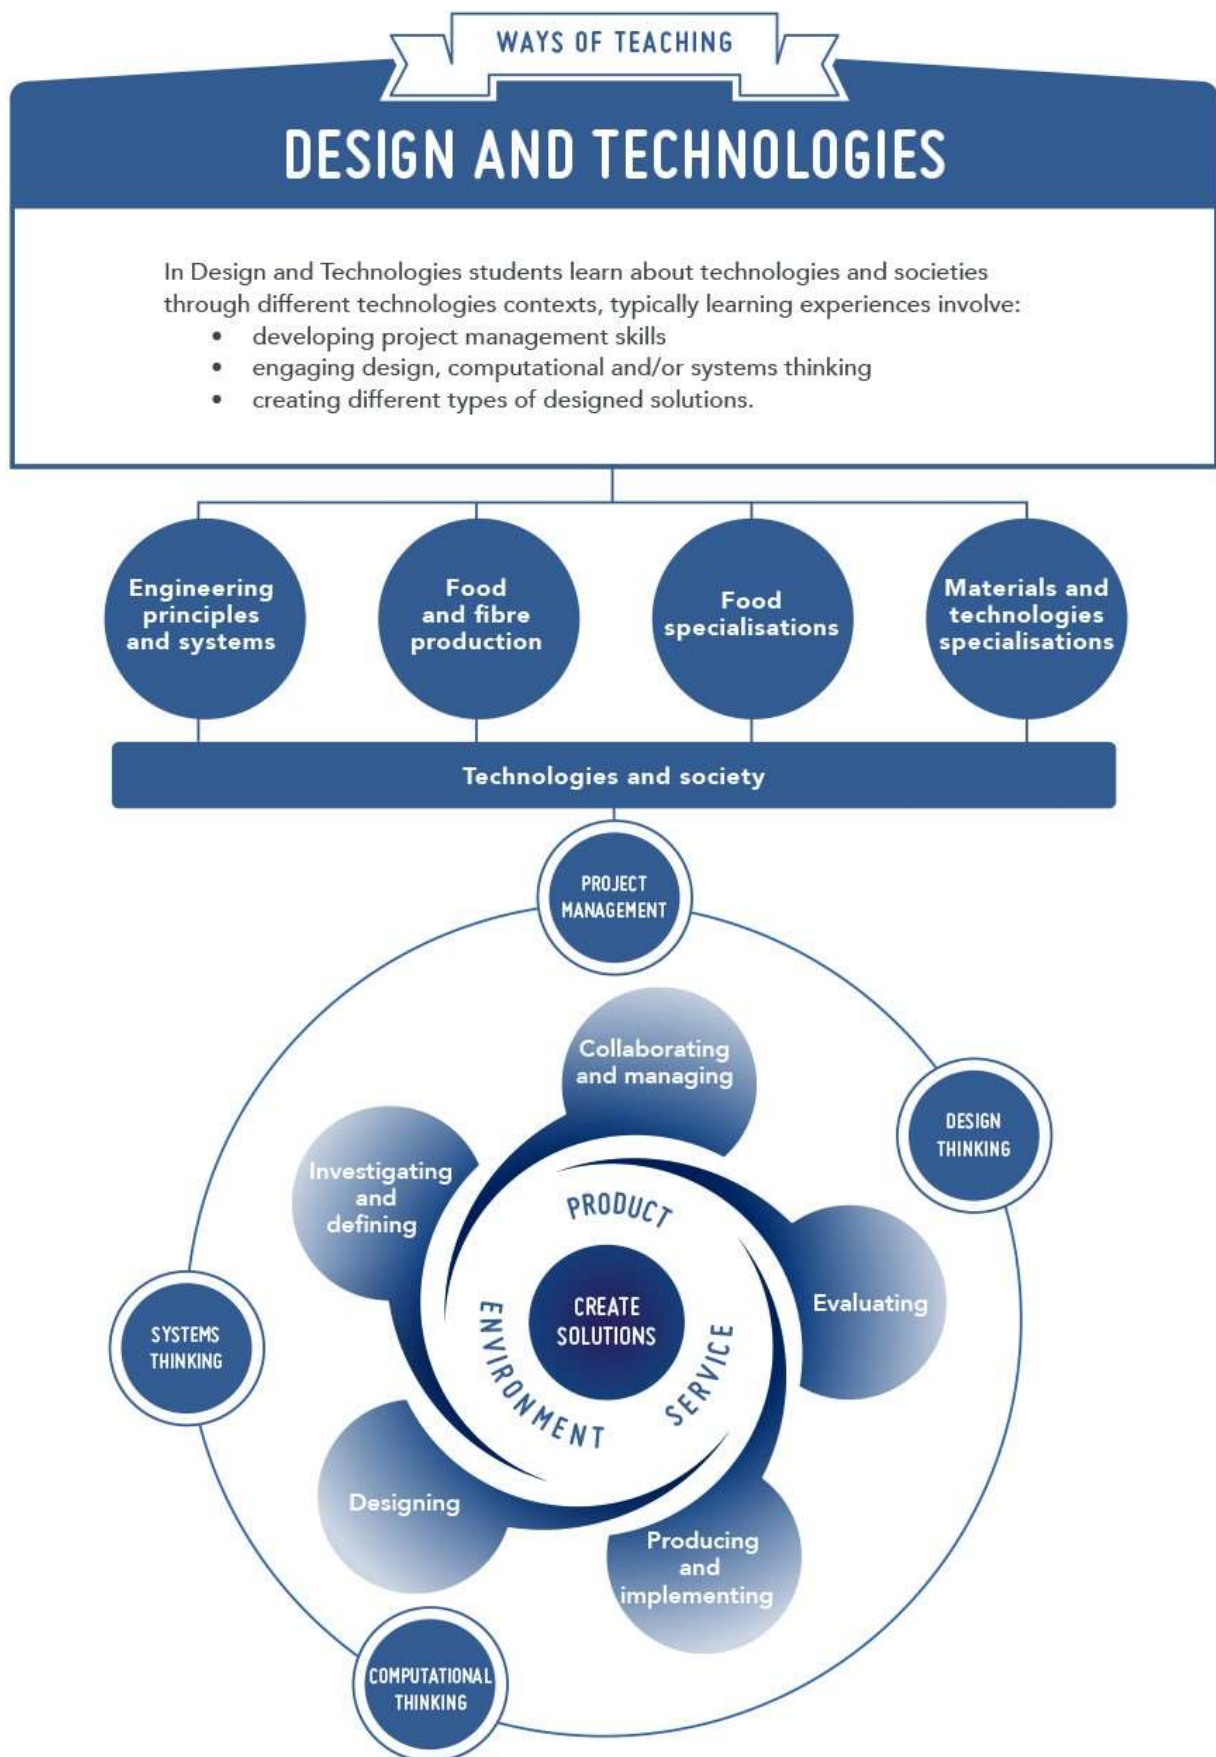 WAYS OF TEACHING
DESIGN AND TECHNOLOGIES
In Design and Technologies students learn about technologies and societies
through different technologies contexts, typically learning experiences involve:
• developing project management skills
• engaging design, computational and/or systems thinking
• creating different types of designed solutions.
Engineering
principles
and systems
Food
and fibre
production
Food
specialisations
Materials and
technologies
specialisations
Technologies and society
PROJECT
MANAGEMENT
Collaborating
and managing
DESIGN
THINKING
Investigating
and
defining
PRODUCT
Evaluating
CREATE
SOLUTIONS
ENVIRONMENT
SERVICE
SYSTEMS
THINKING
Designing
Producing
and
implementing
COMPUTATIONAL
THINKING